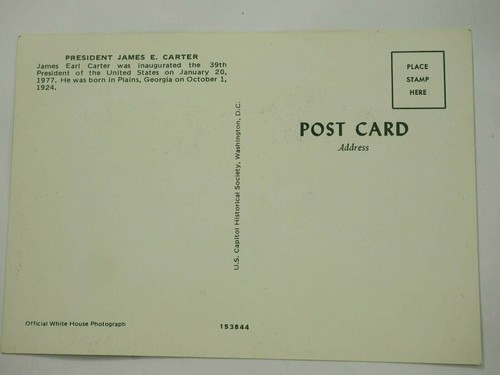 PRESIDENT JAMES E. CARTER
James Earl Carter was inaugurated the 39th
President of the United States on January 20,
1977. He was born in Plains, Georgia on October 1,
1924.
PLACE
STAMP
HERE
POST CARD
Address
U.S. Capitol Historical Society, Washington, D.C.
Official White House Photograph
153844